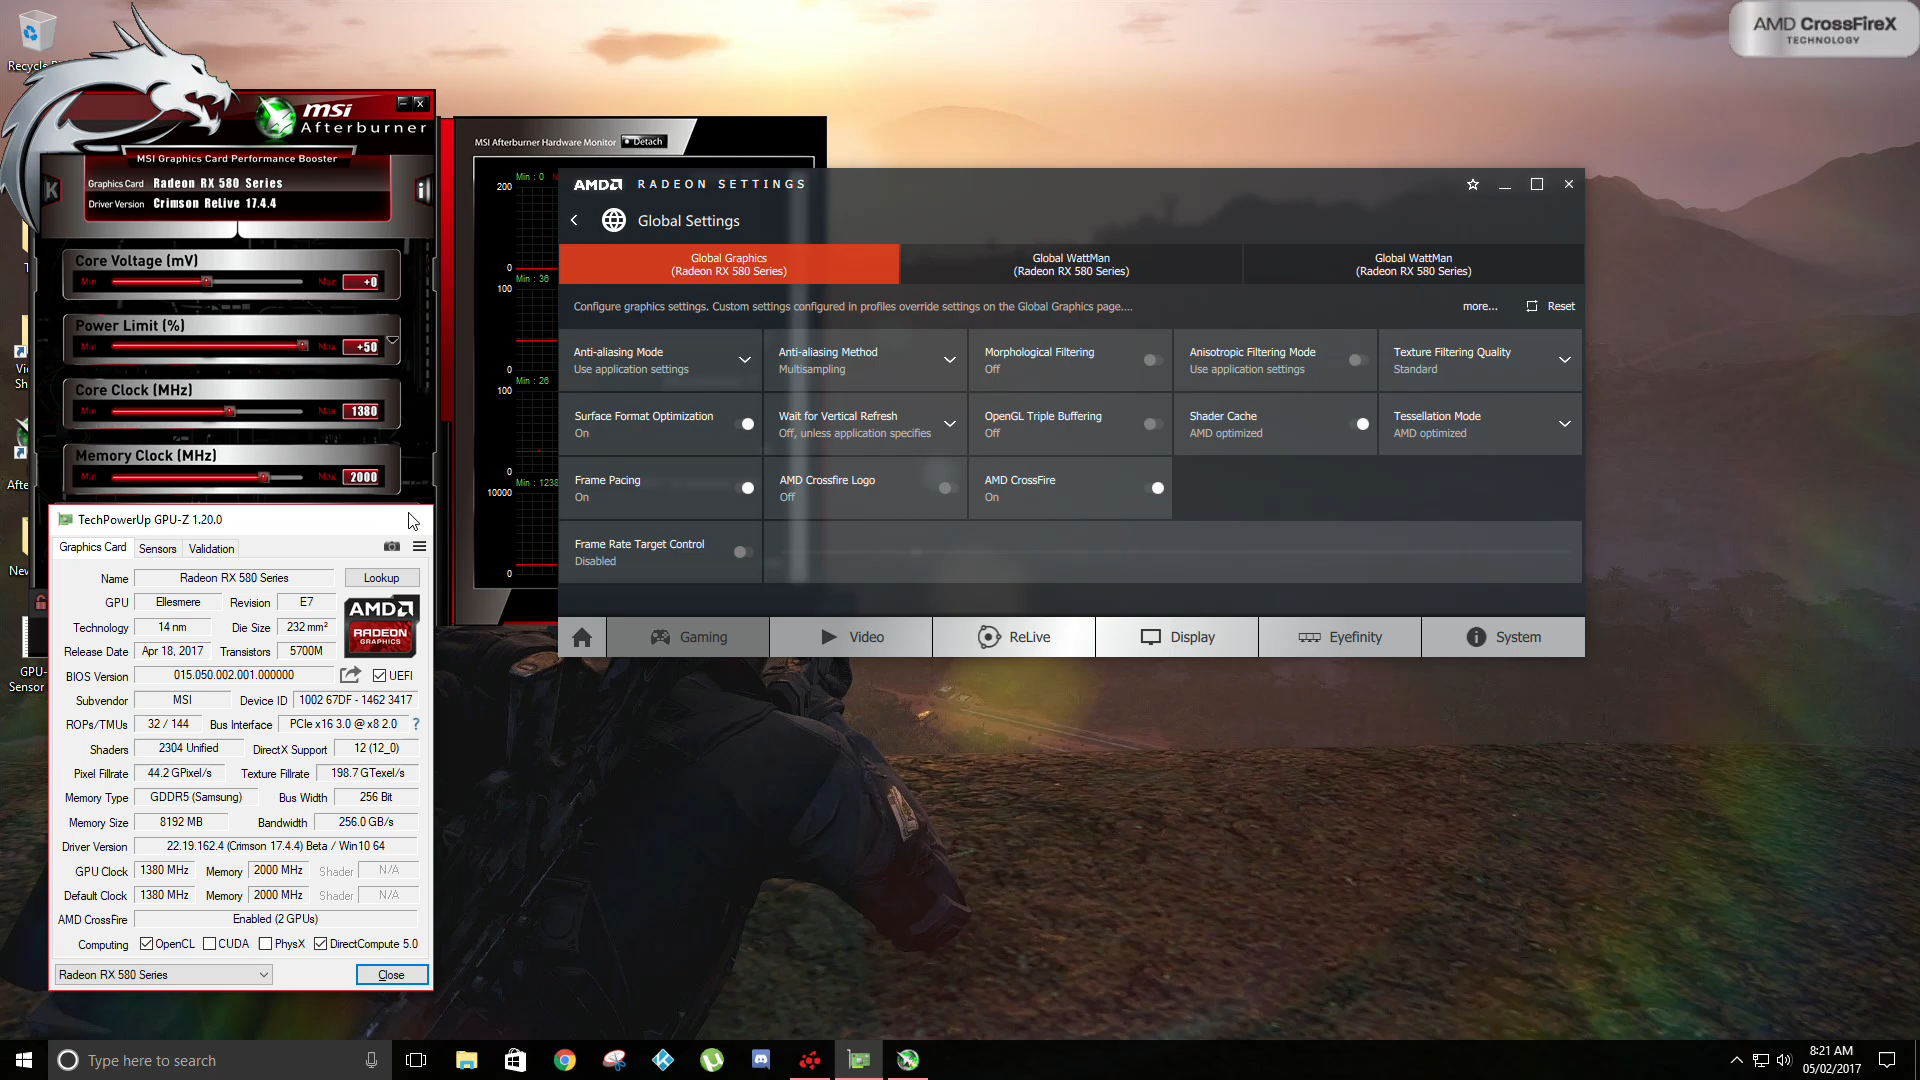 AMD CrossFireX
TECHNOLOGY
msi
Afterburner
MSI Graphics Card Performance Booster
K
i
Graphics Card Radeon RX 580 Series
Driver Version Crimson ReLive 17.4.4
Core Voltage (mV)
Min Max +0
Power Limit (%)
Min Max +50
Core Clock (MHz)
Min Max 1380
Memory Clock (MHz)
Min Max 2000
MSI Afterburner Hardware Monitor Detach
200 Min : 0
0
Min : 36
100
0
Min : 26
100
0
Min : 1238
10000
0
AMD RADEON SETTINGS
Global Settings
Global Graphics
(Radeon RX 580 Series)
Global WattMan
(Radeon RX 580 Series)
Global WattMan
(Radeon RX 580 Series)
Configure graphics settings. Custom settings configured in profiles override settings on the Global Graphics page....
more...
Reset
Anti-aliasing Mode
Use application settings
Anti-aliasing Method
Multisampling
Morphological Filtering
Off
Anisotropic Filtering Mode
Use application settings
Texture Filtering Quality
Standard
Surface Format Optimization
On
Wait for Vertical Refresh
Off, unless application specifies
OpenGL Triple Buffering
Off
Shader Cache
AMD optimized
Tessellation Mode
AMD optimized
Frame Pacing
On
AMD Crossfire Logo
Off
AMD CrossFire
On
Frame Rate Target Control
Disabled
Gaming
Video
ReLive
Display
Eyefinity
System
TechPowerUp GPU-Z 1.20.0
Graphics Card Sensors Validation
Name Radeon RX 580 Series Lookup
GPU Ellesmere Revision E7
Technology 14 nm Die Size 232 mm²
Release Date Apr 18, 2017 Transistors 5700M
AMD
RADEON
GRAPHICS
BIOS Version 015.050.002.001.000000 UEFI
Subvendor MSI Device ID 1002 67DF - 1462 3417
ROPs/TMUs 32 / 144 Bus Interface PCIe x16 3.0 @ x8 2.0 ?
Shaders 2304 Unified DirectX Support 12 (12_0)
Pixel Fillrate 44.2 GPixel/s Texture Fillrate 198.7 GTexel/s
Memory Type GDDR5 (Samsung) Bus Width 256 Bit
Memory Size 8192 MB Bandwidth 256.0 GB/s
Driver Version 22.19.162.4 (Crimson 17.4.4) Beta / Win10 64
GPU Clock 1380 MHz Memory 2000 MHz Shader N/A
Default Clock 1380 MHz Memory 2000 MHz Shader N/A
AMD CrossFire Enabled (2 GPUs)
Computing OpenCL CUDA PhysX DirectCompute 5.0
Radeon RX 580 Series Close
Type here to search
8:21 AM
05/02/2017